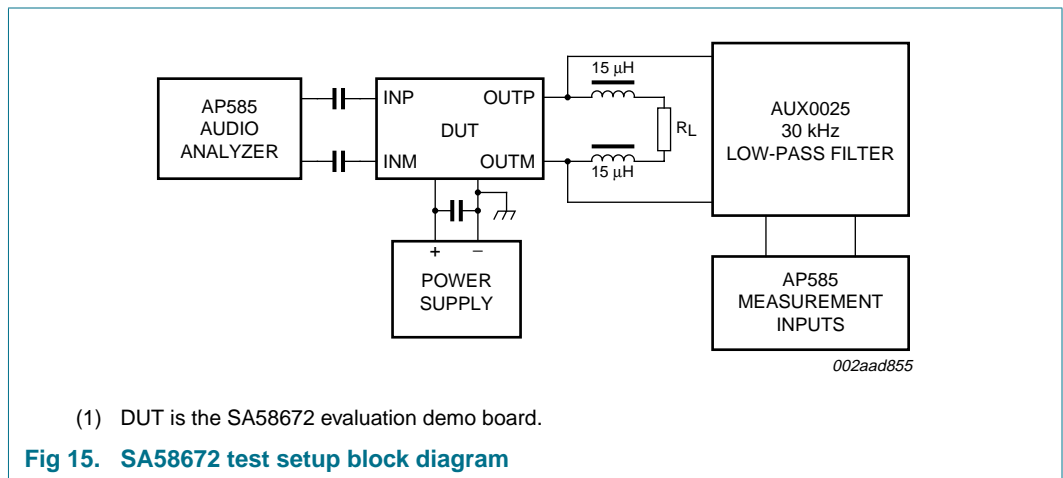 AP585
AUDIO
ANALYZER
INP
INM
DUT
OUTP
OUTM
15 μH
RL
15 μH
AUX0025
30 kHz
LOW-PASS FILTER
+
−
POWER
SUPPLY
AP585
MEASUREMENT
INPUTS
002aad855
(1) DUT is the SA58672 evaluation demo board.
Fig 15. SA58672 test setup block diagram